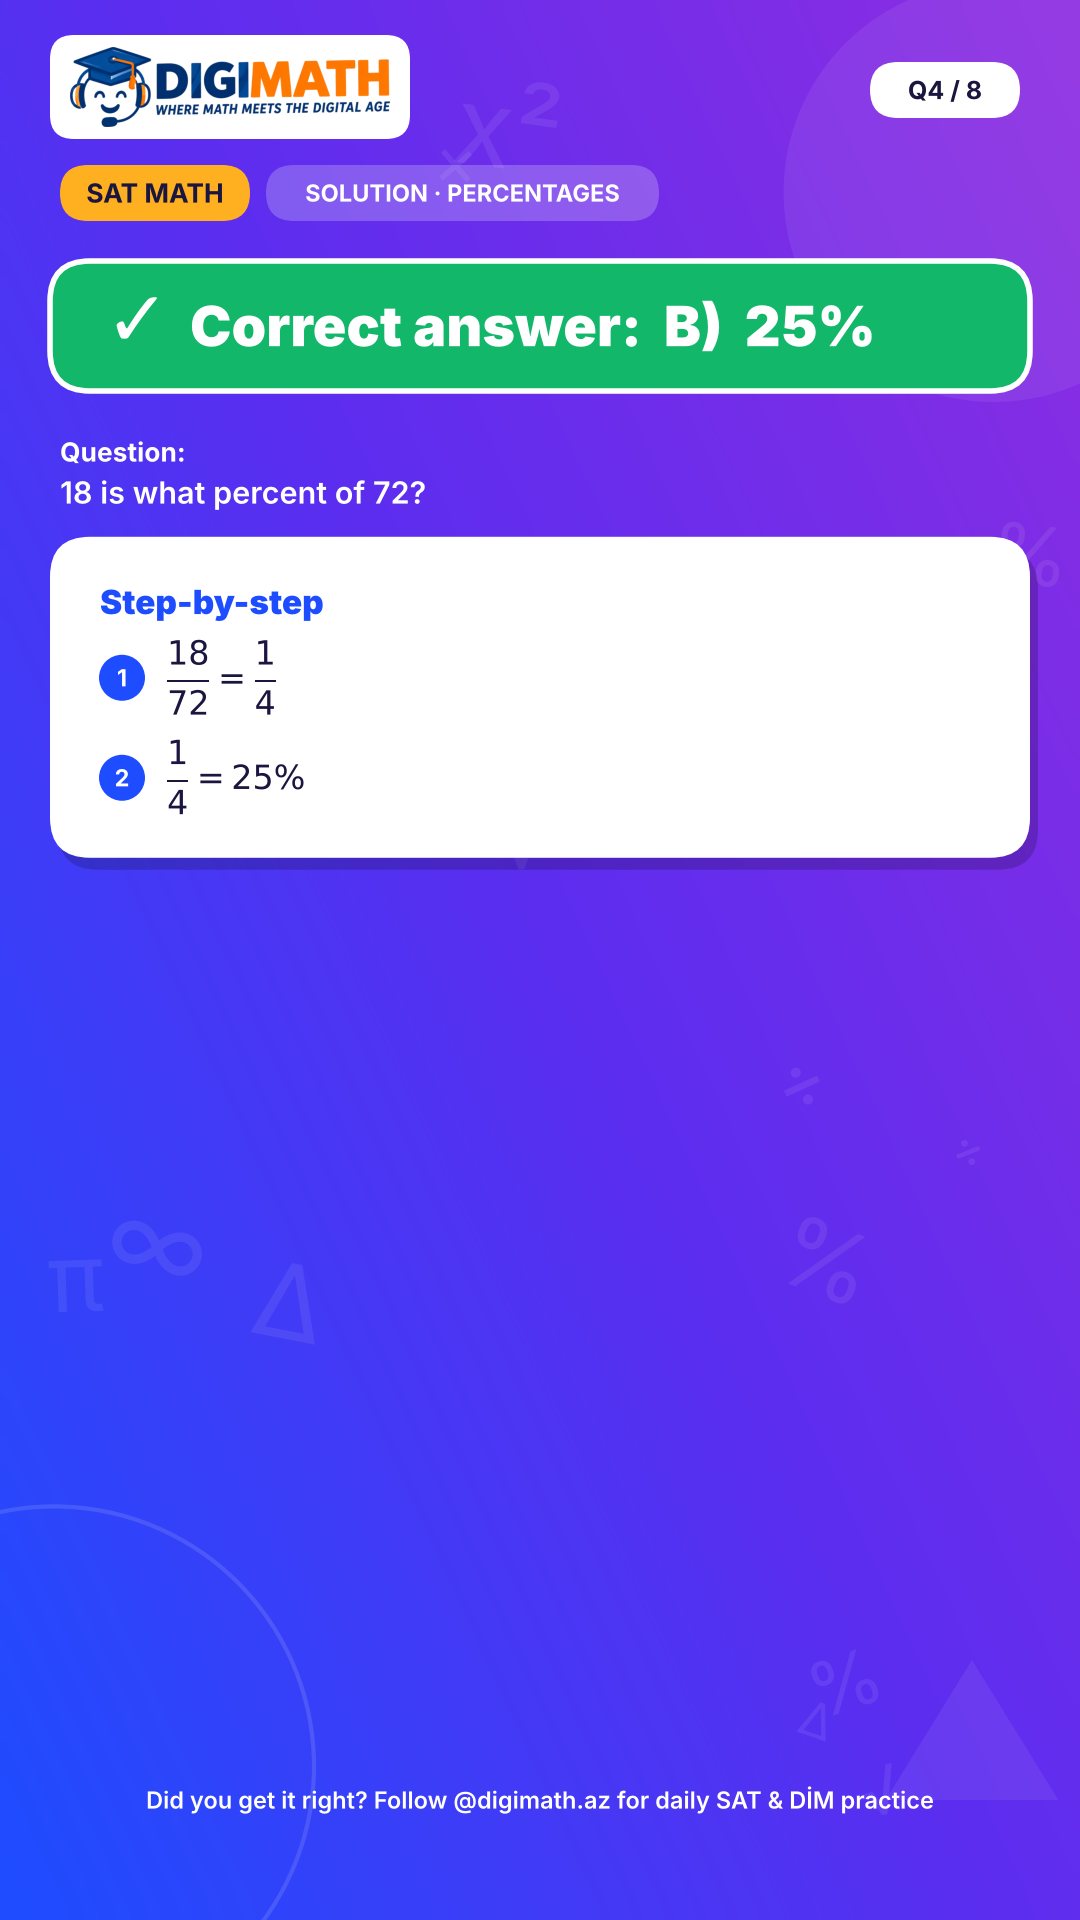 DIGIMATH
WHERE MATH MEETS THE DIGITAL AGE
Q4 / 8
SAT MATH
SOLUTION · PERCENTAGES
✓ Correct answer: B) 25%
Question:
18 is what percent of 72?
Step-by-step
1 18/72 = 1/4
2 1/4 = 25%
Did you get it right? Follow @digimath.az for daily SAT & DİM practice